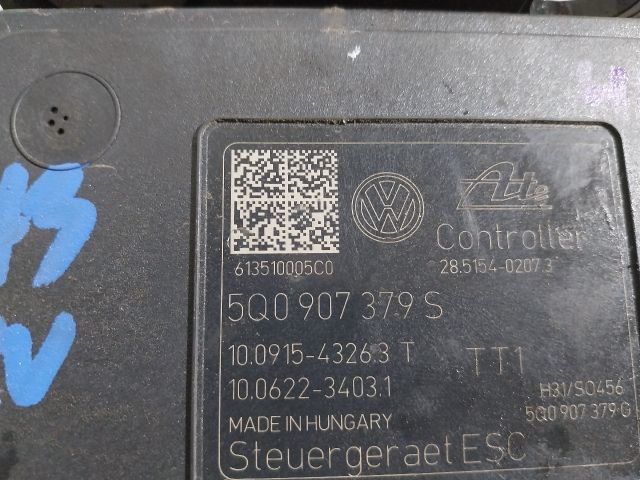 Ate
Controller
613510005C0
28.5154-0207.3
5Q0 907 379 S
10.0915-4326.3 T
TT1
10.0622-3403.1
H31/S0456
5Q0 907 379 G
MADE IN HUNGARY
Steuergeraet ESC